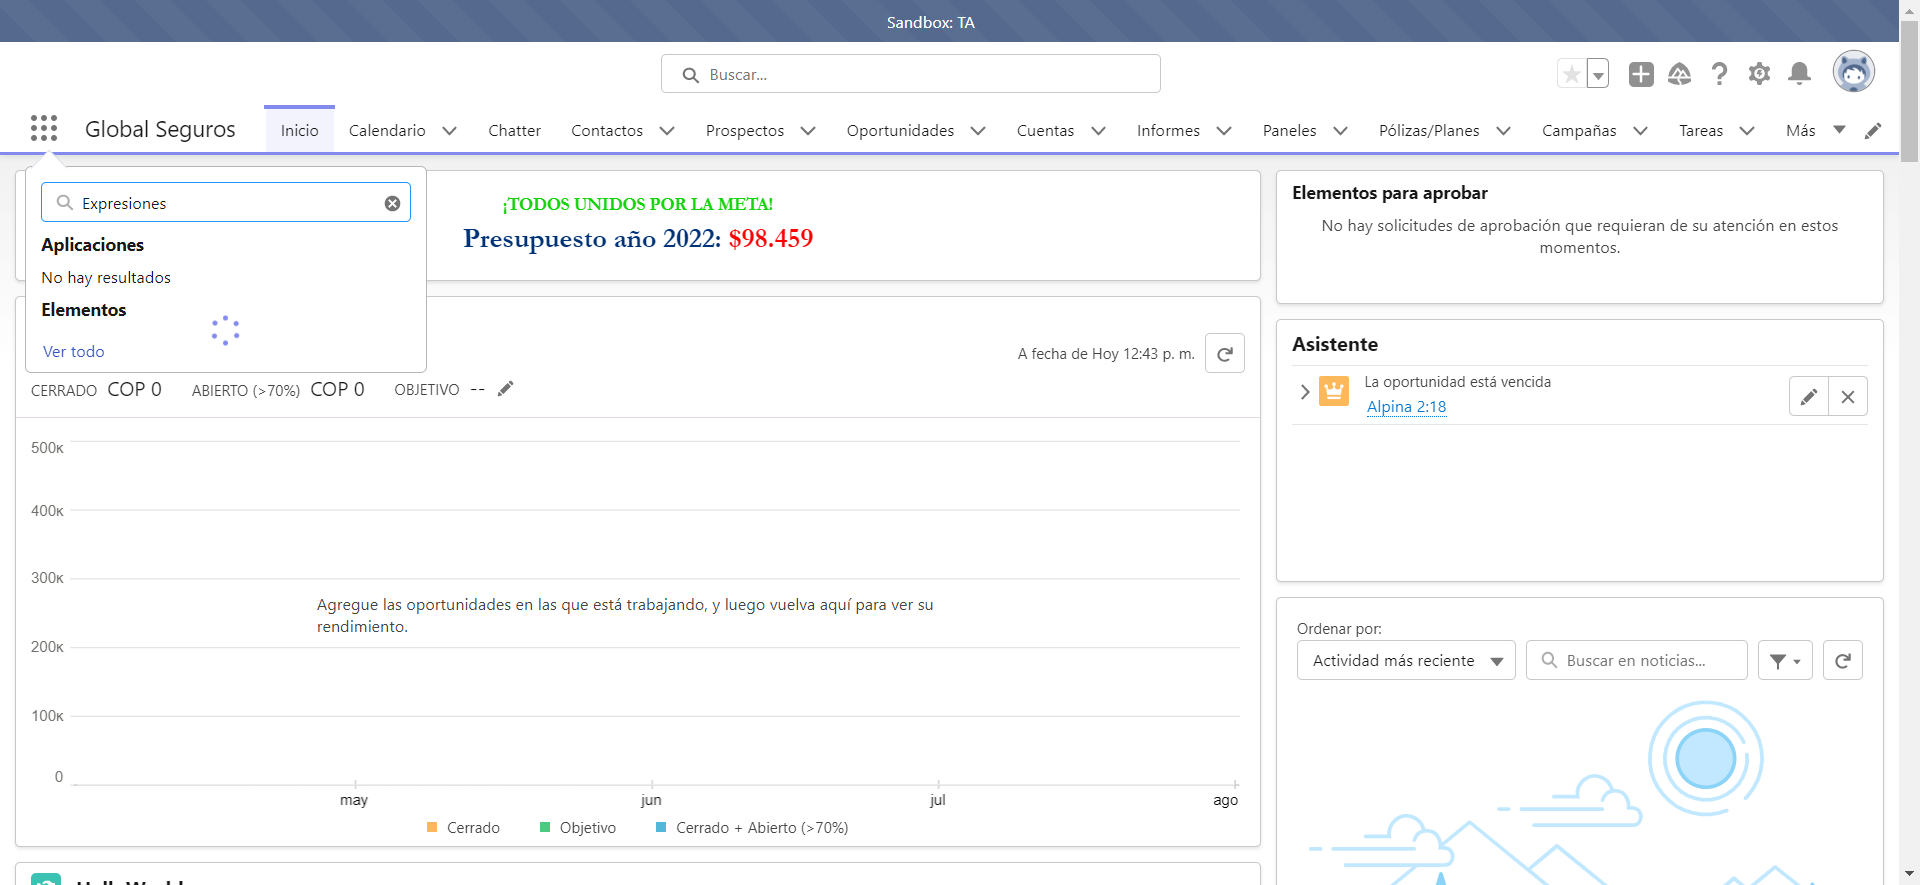 Sandbox: TA
Buscar...
Global Seguros
Inicio
Calendario
Chatter
Contactos
Prospectos
Oportunidades
Cuentas
Informes
Paneles
Pólizas/Planes
Campañas
Tareas
Más
Expresiones
Aplicaciones
No hay resultados
Elementos
Ver todo
¡TODOS UNIDOS POR LA META!
Presupuesto año 2022: $98.459
A fecha de Hoy 12:43 p. m.
CERRADO COP 0 ABIERTO (>70%) COP 0 OBJETIVO --
500K
400K
300K
200K
100K
0
Agregue las oportunidades en las que está trabajando, y luego vuelva aquí para ver su
rendimiento.
may
jun
jul
ago
Cerrado
Objetivo
Cerrado + Abierto (>70%)
Elementos para aprobar
No hay solicitudes de aprobación que requieran de su atención en estos
momentos.
Asistente
La oportunidad está vencida
Alpina 2:18
Ordenar por:
Actividad más reciente
Buscar en noticias...